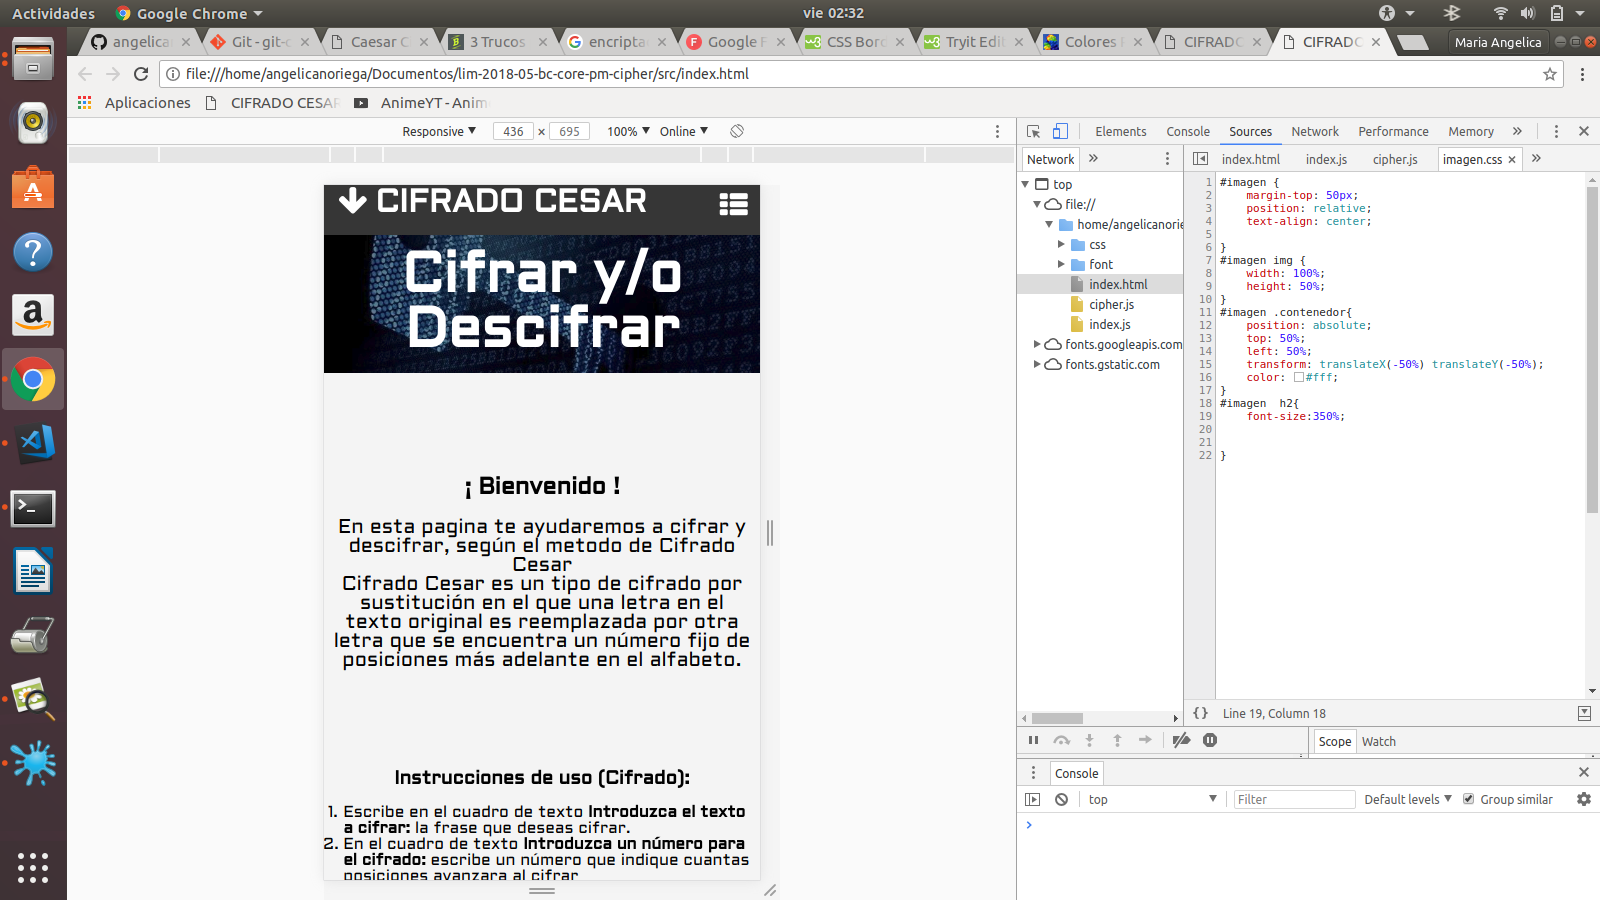 Actividades
Google Chrome
vie 02:32
angelica
Git - git-c
Caesar C
3 Trucos
encripta
Google F
CSS Bord
Tryit Edit
Colores
CIFRADO
CIFRADO
Maria Angelica
file:///home/angelicanoriega/Documentos/lim-2018-05-bc-core-pm-cipher/src/index.html
Aplicaciones
CIFRADO CESAR
AnimeYT - Anim
Responsive
436 × 695
100%
Online
Elements
Console
Sources
Network
Performance
Memory
»
Network
»
index.html
index.js
cipher.js
imagen.css ×
»
top
file://
home/angelicanorie
css
font
index.html
cipher.js
index.js
fonts.googleapis.com
fonts.gstatic.com
1 #imagen {
2 margin-top: 50px;
3 position: relative;
4 text-align: center;
5
6 }
7 #imagen img {
8 width: 100%;
9 height: 50%;
10 }
11 #imagen .contenedor{
12 position: absolute;
13 top: 50%;
14 left: 50%;
15 transform: translateX(-50%) translateY(-50%);
16 color: #fff;
17 }
18 #imagen  h2{
19 font-size:350%;
20
21
22 }
{} Line 19, Column 18
Scope
Watch
Console
top
Filter
Default levels
Group similar
CIFRADO CESAR
Cifrar y/o
Descifrar
¡ Bienvenido !
En esta pagina te ayudaremos a cifrar y
descifrar, según el metodo de Cifrado
Cesar
Cifrado Cesar es un tipo de cifrado por
sustitución en el que una letra en el
texto original es reemplazada por otra
letra que se encuentra un número fijo de
posiciones más adelante en el alfabeto.
Instrucciones de uso (Cifrado):
1. Escribe en el cuadro de texto Introduzca el texto
a cifrar: la frase que deseas cifrar.
2. En el cuadro de texto Introduzca un número para
el cifrado: escribe un número que indique cuantas
posiciones avanzara al cifrar